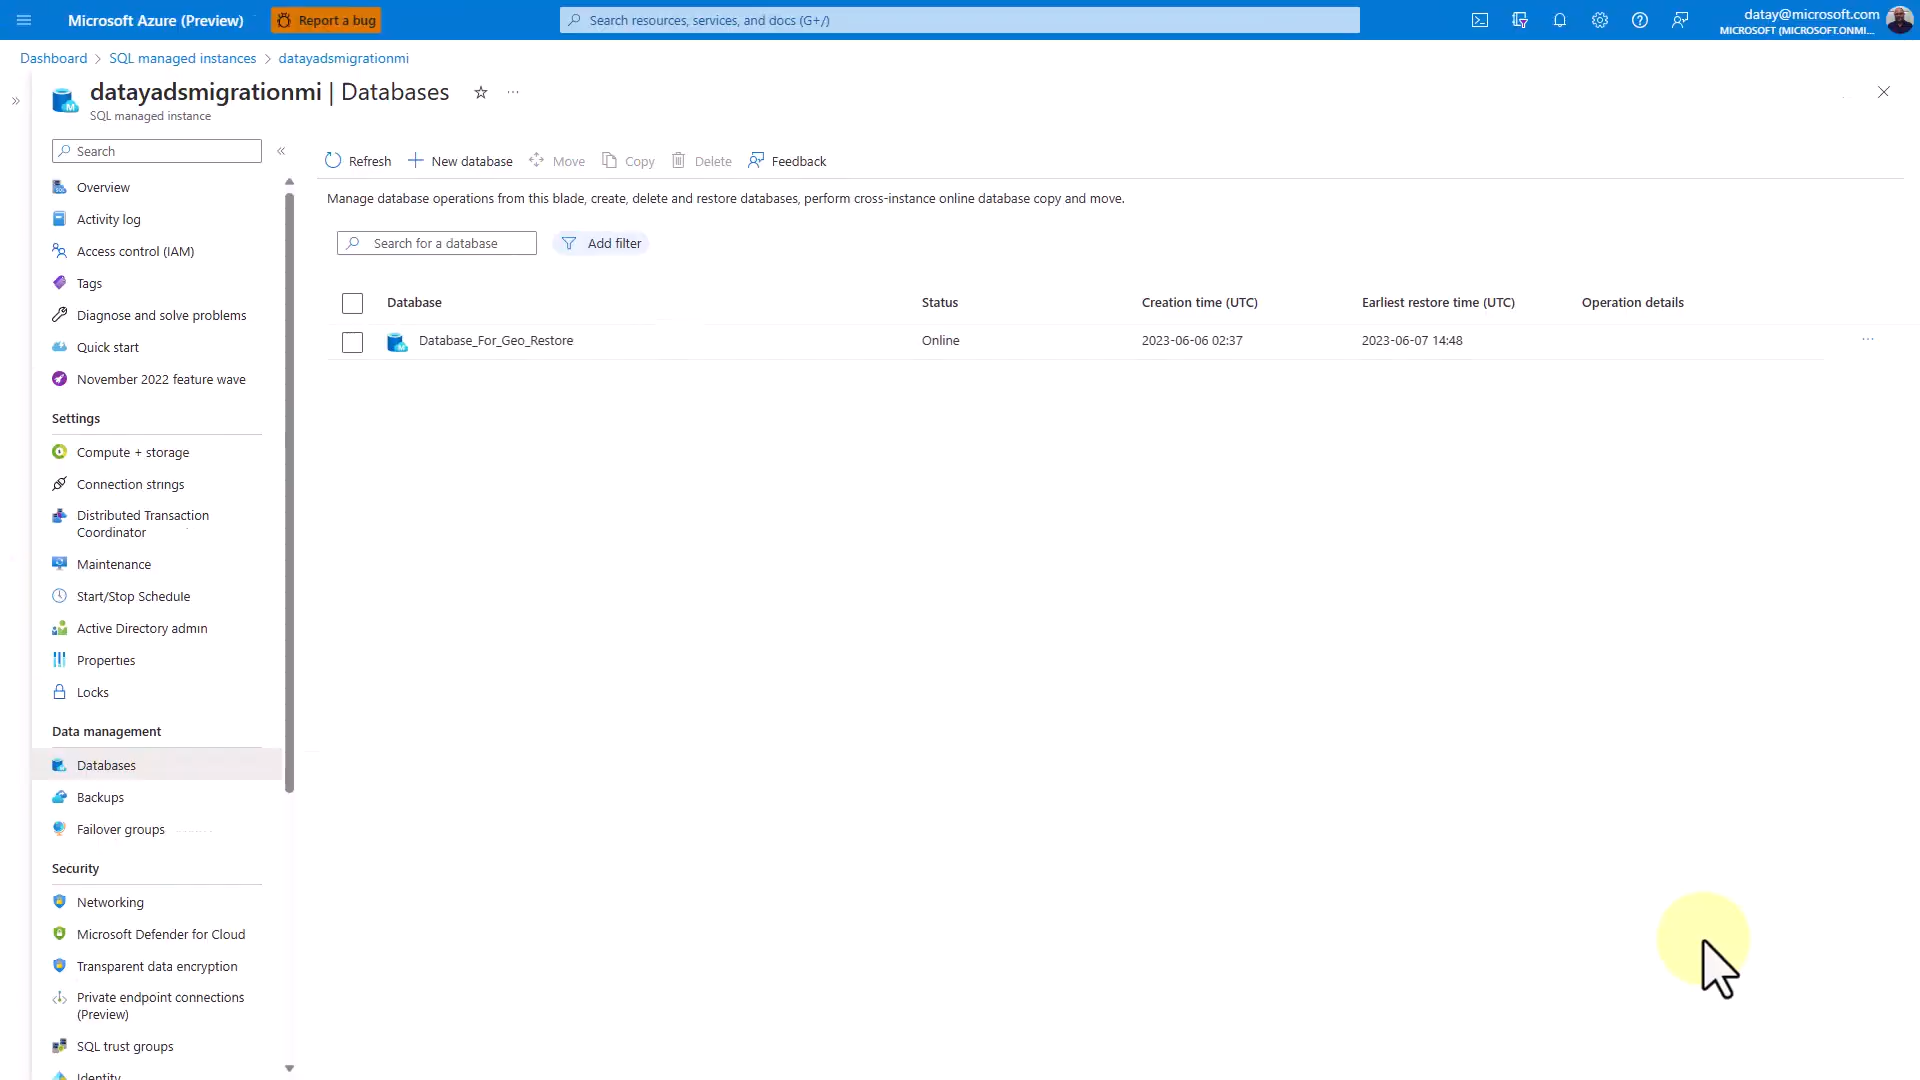 Microsoft Azure (Preview)
Report a bug
Search resources, services, and docs (G+/)
datay@microsoft.com
MICROSOFT (MICROSOFT.ONMI...
Dashboard > SQL managed instances > datayadsmigrationmi
datayadsmigrationmi | Databases
SQL managed instance
Search
Overview
Activity log
Access control (IAM)
Tags
Diagnose and solve problems
Quick start
November 2022 feature wave
Settings
Compute + storage
Connection strings
Distributed Transaction
Coordinator
Maintenance
Start/Stop Schedule
Active Directory admin
Properties
Locks
Data management
Databases
Backups
Failover groups
Security
Networking
Microsoft Defender for Cloud
Transparent data encryption
Private endpoint connections
(Preview)
SQL trust groups
Identity
Refresh New database Move Copy Delete Feedback
Manage database operations from this blade, create, delete and restore databases, perform cross-instance online database copy and move.
Search for a database Add filter
Database Status Creation time (UTC) Earliest restore time (UTC) Operation details
Database_For_Geo_Restore Online 2023-06-06 02:37 2023-06-07 14:48